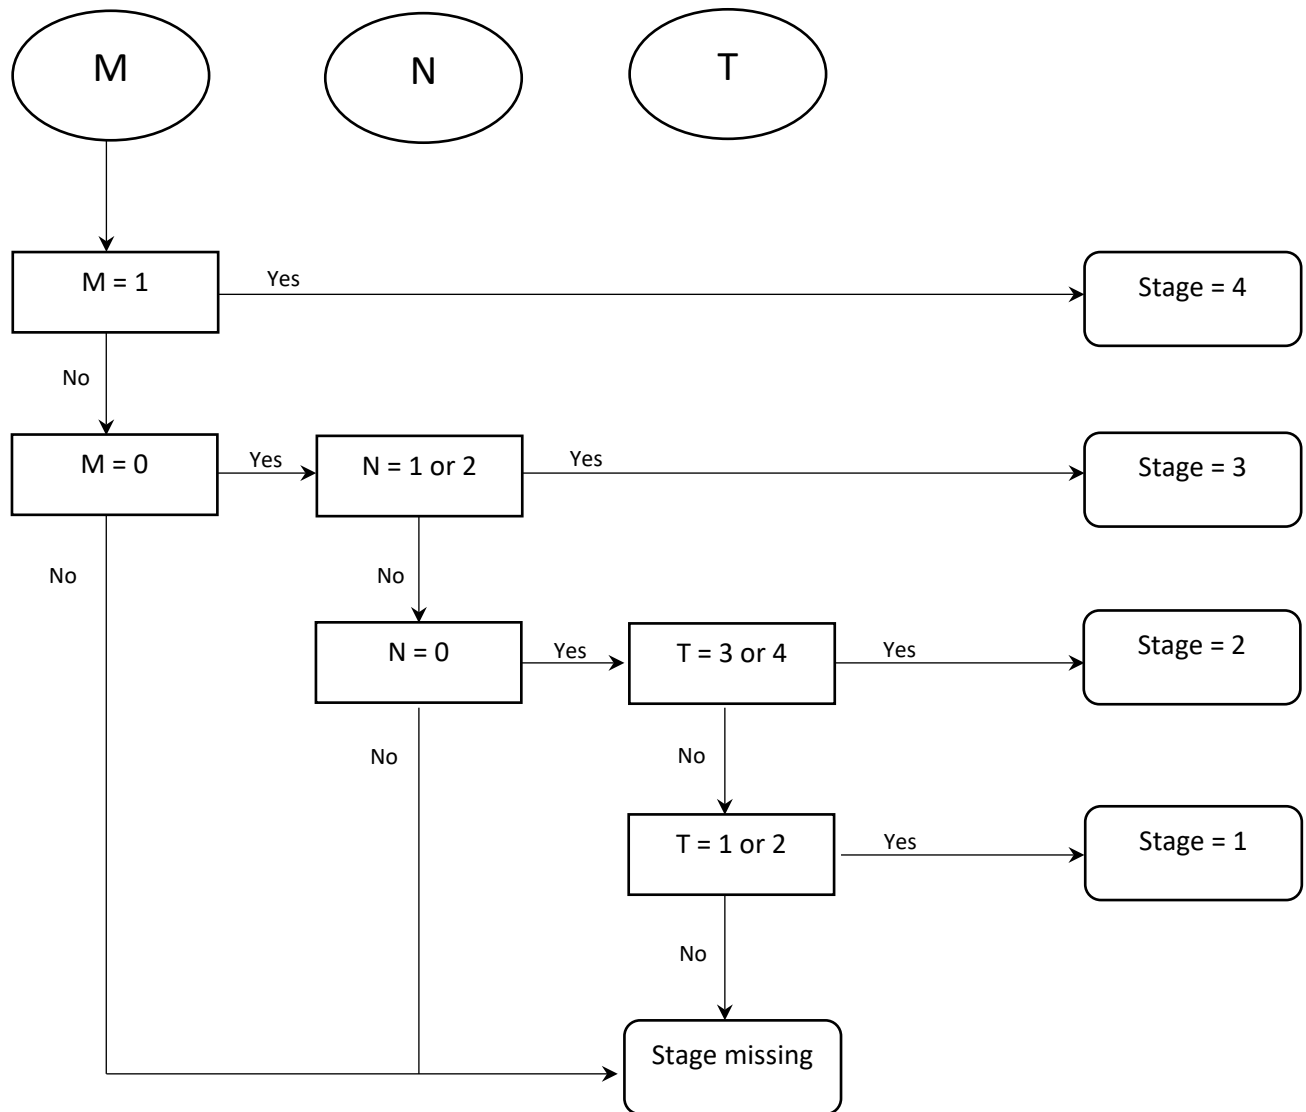 M
N
T
M = 1
Yes
Stage = 4
No
M = 0
Yes
N = 1 or 2
Yes
Stage = 3
No
No
N = 0
Yes
T = 3 or 4
Yes
Stage = 2
No
No
T = 1 or 2
Yes
Stage = 1
No
Stage missing